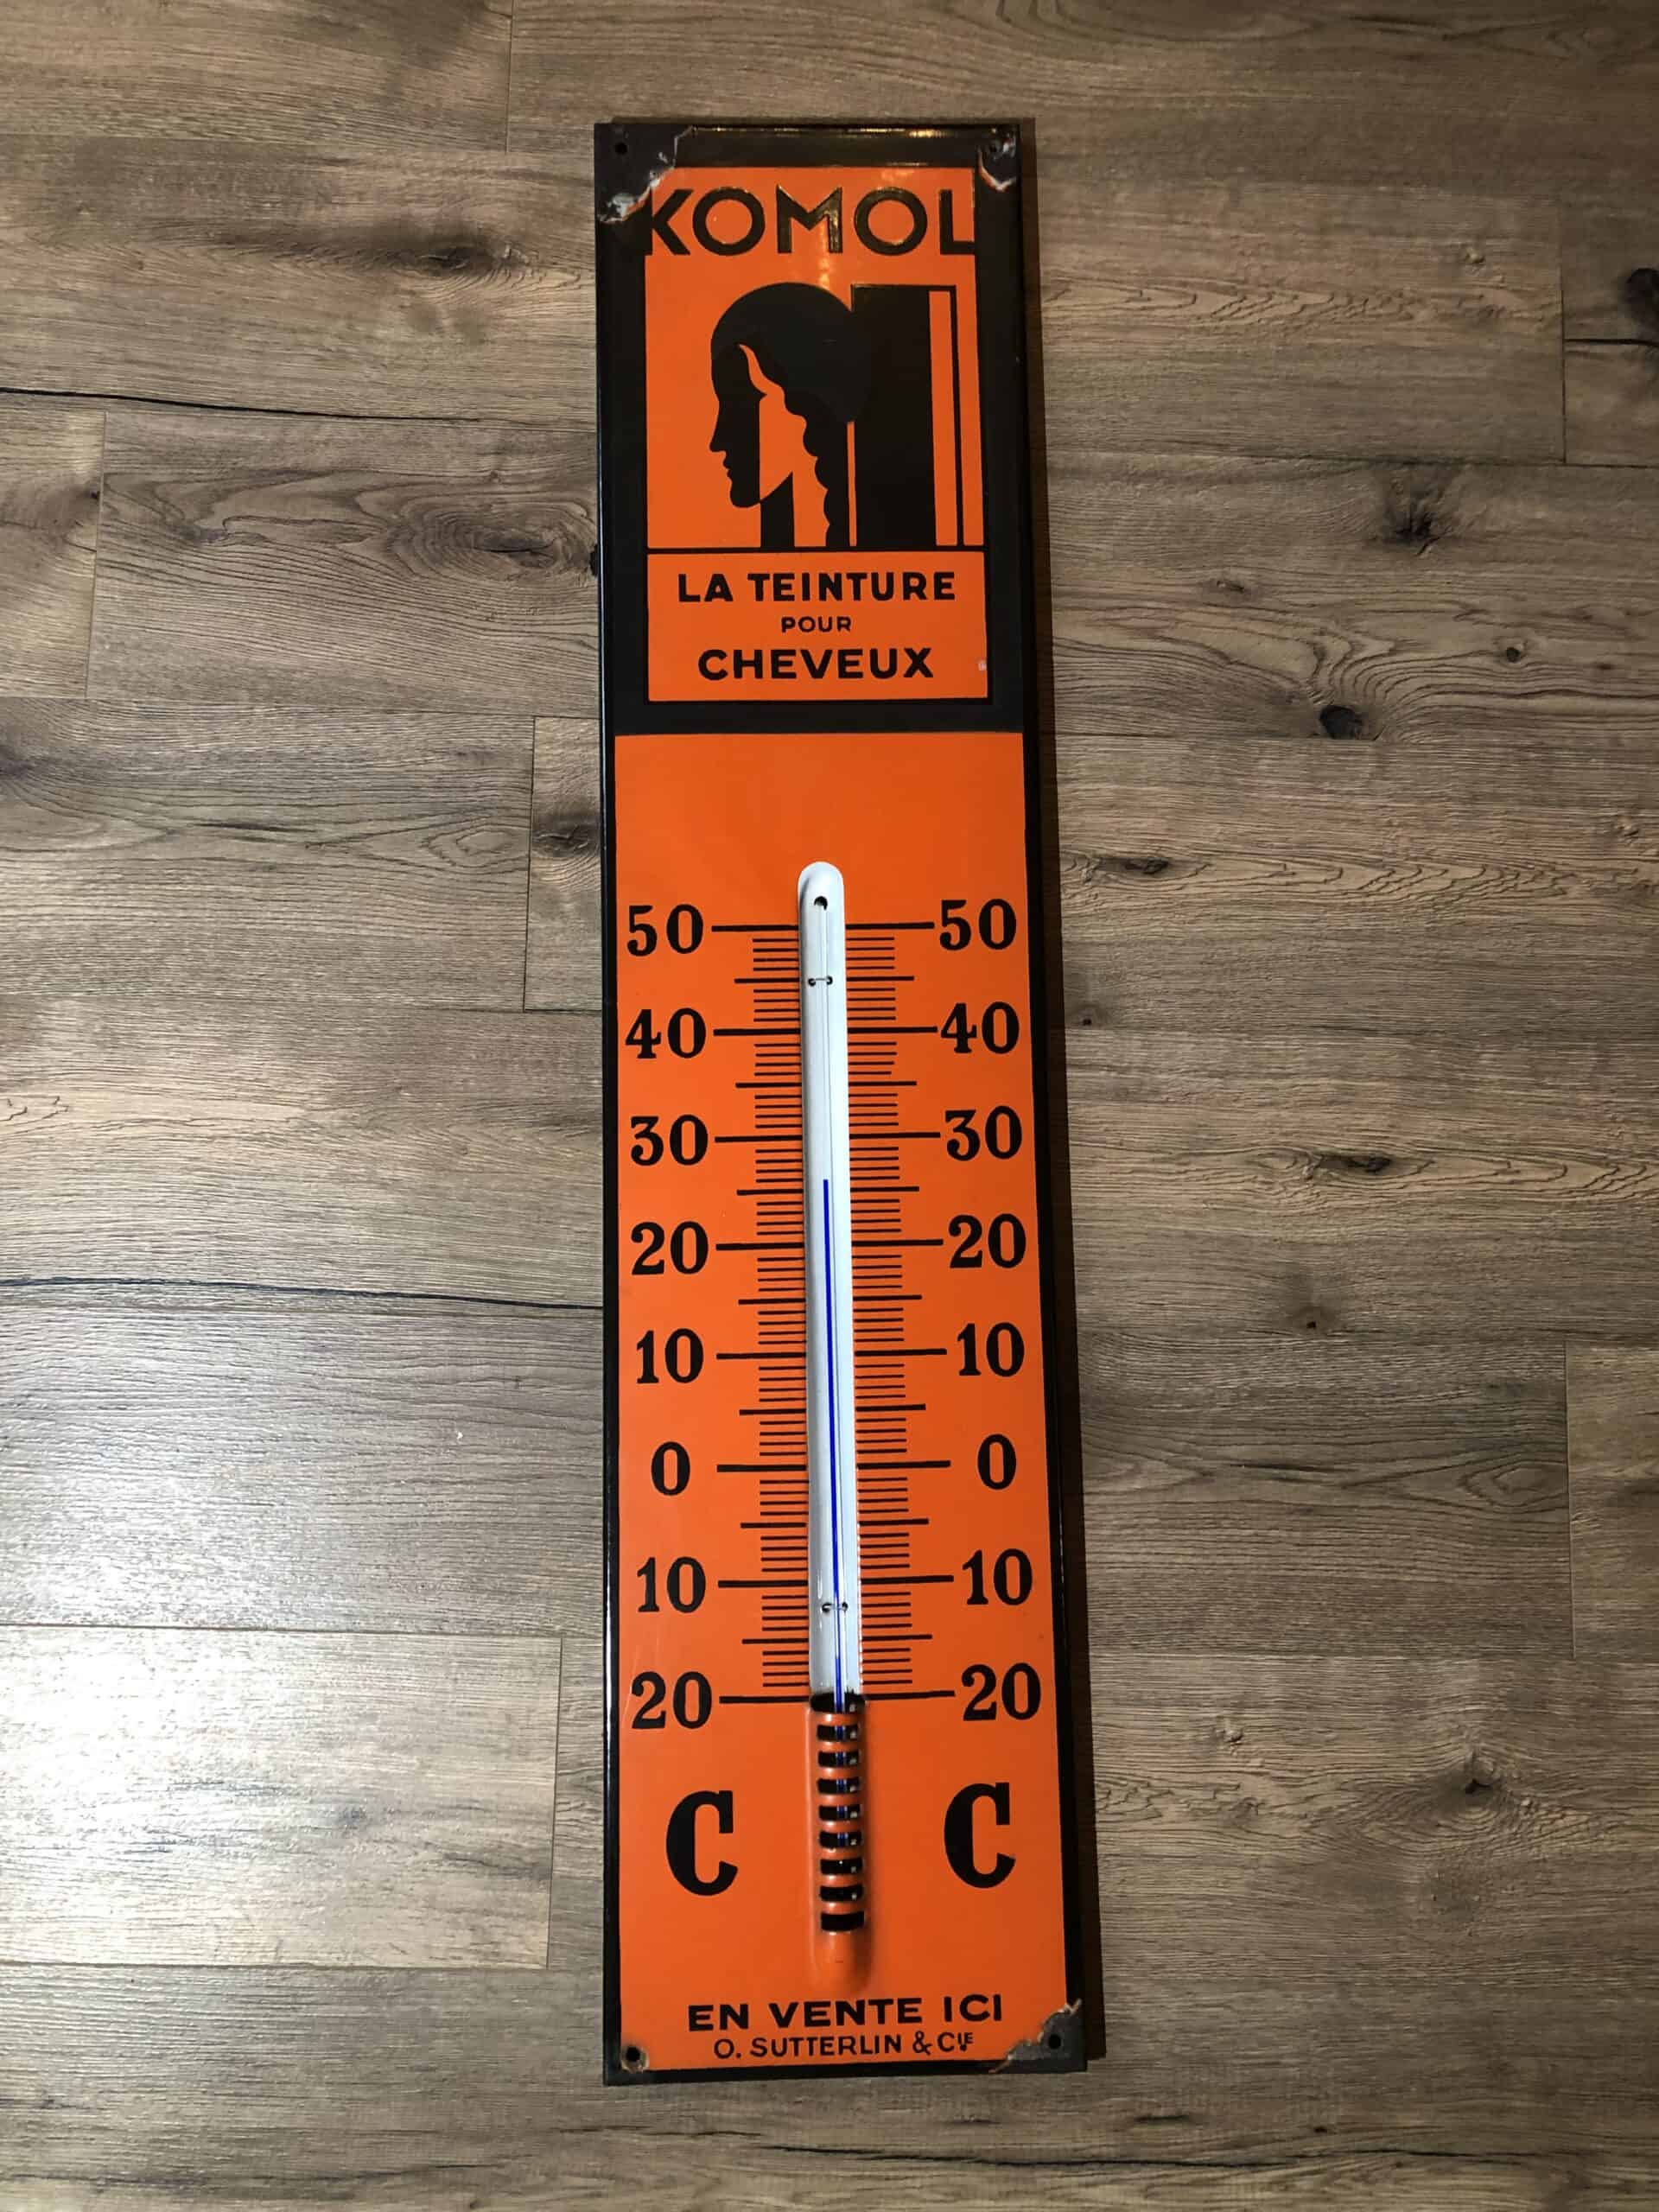 KOMOL
LA TEINTURE
POUR
CHEVEUX
50 50
40 40
30 30
20 20
10 10
0 0
10 10
20 20
C C
EN VENTE ICI
O. SUTTERLIN & CIE